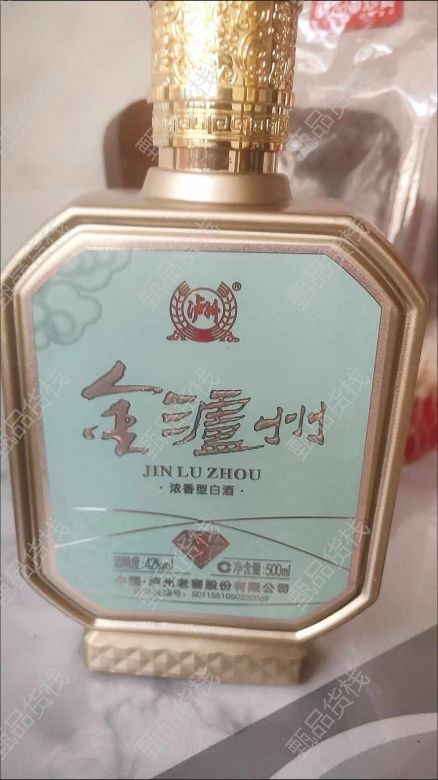 泸州
®
金泸州
JIN LU ZHOU
·浓香型白酒·
酒精度:42%vol
净含量:500ml
中国·泸州老窖股份有限公司
甄品货栈